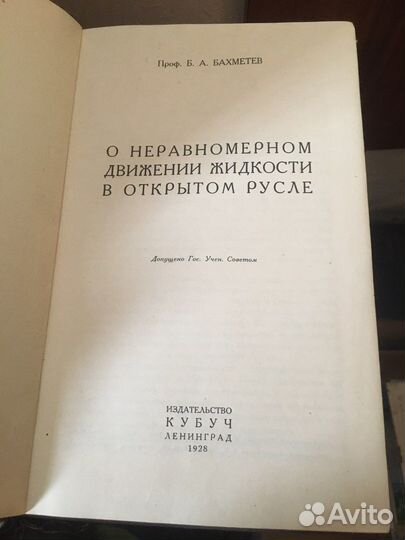 Проф. Б. А. БАХМЕТЕВ
О НЕРАВНОМЕРНОМ
ДВИЖЕНИИ ЖИДКОСТИ
В ОТКРЫТОМ РУСЛЕ
Допущено Гос. Учен. Советом
ИЗДАТЕЛЬСТВО
КУБУЧ
ЛЕНИНГРАД
1928
Avito